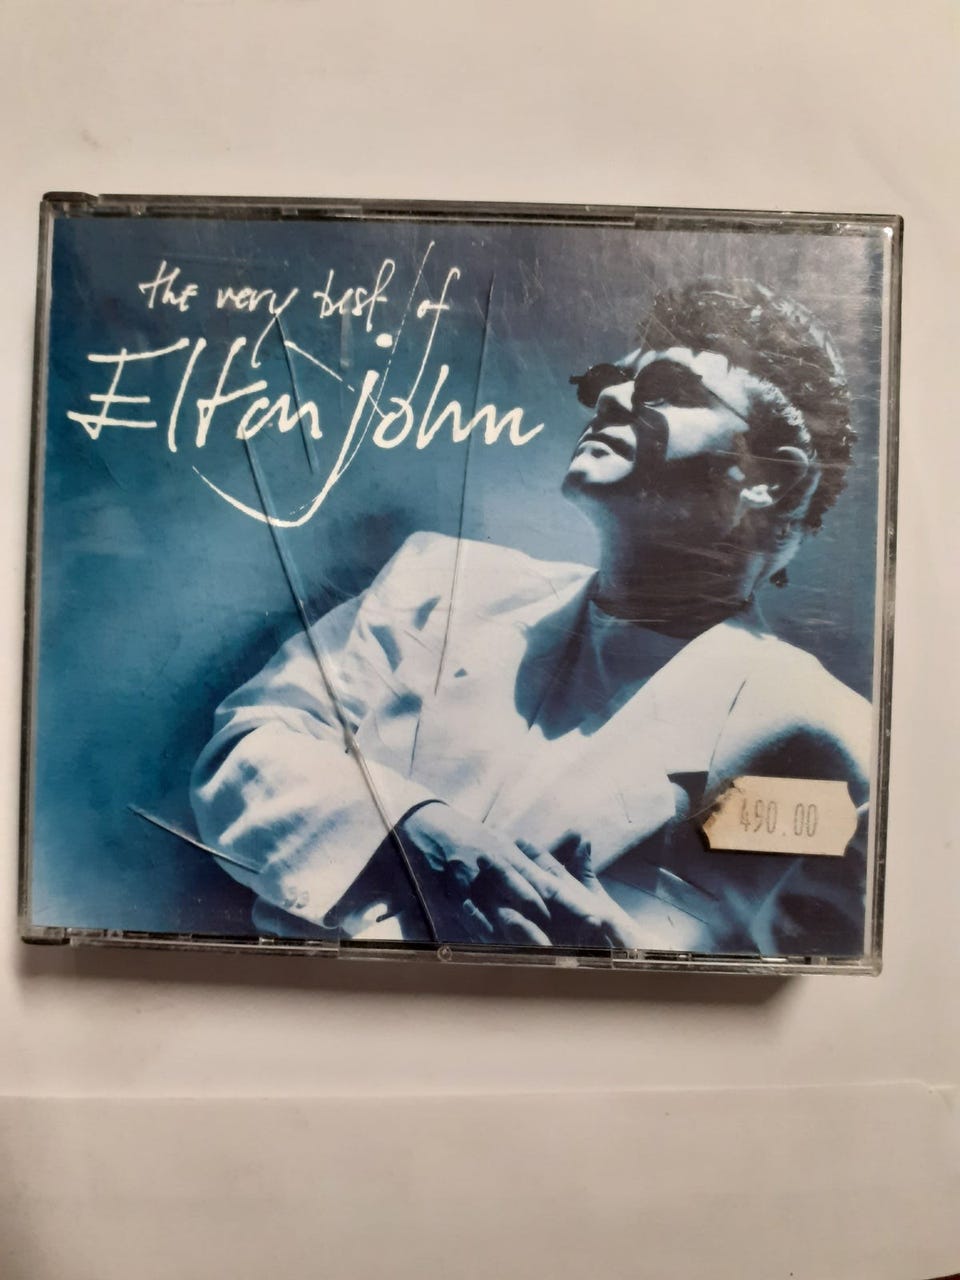 the very best of
Elton john
490.00